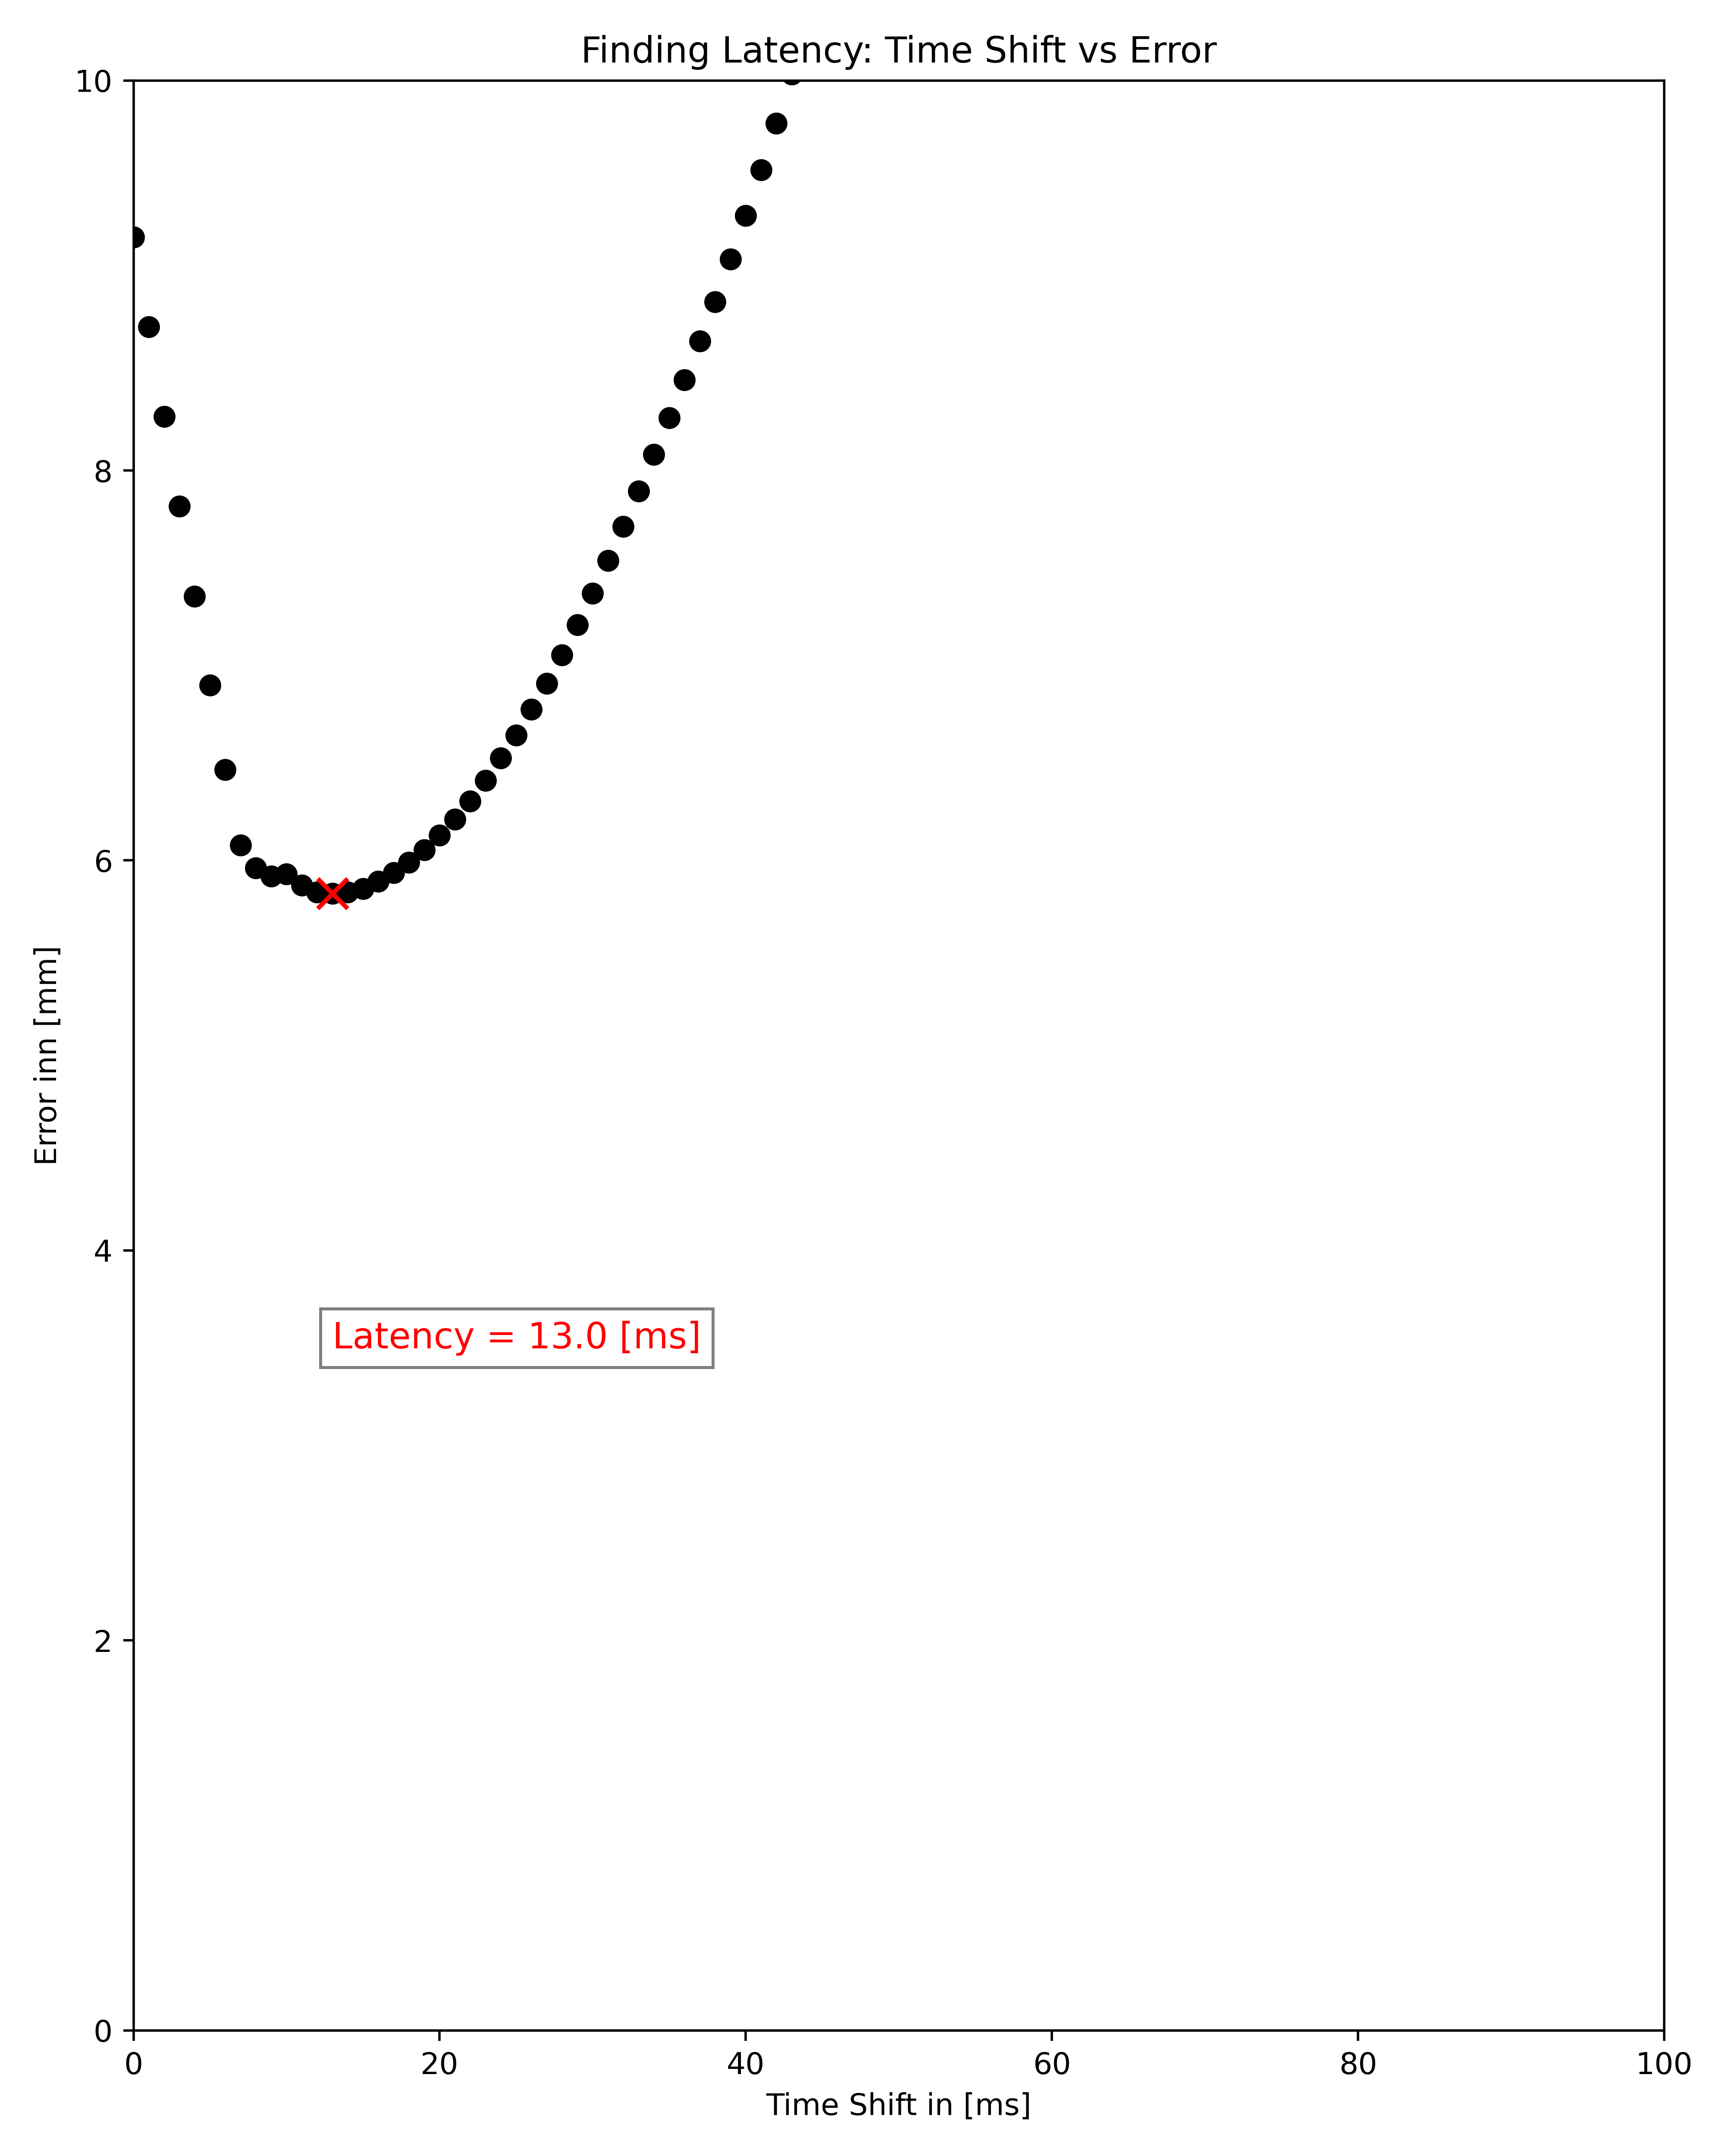 Finding Latency: Time Shift vs Error
10
8
6
4
2
0
Error inn [mm]
Latency = 13.0 [ms]
0 20 40 60 80 100
Time Shift in [ms]